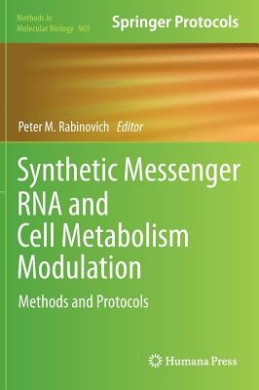 Methods in
Molecular Biology 969
Springer Protocols
Peter M. Rabinovich Editor
Synthetic Messenger
RNA and
Cell Metabolism
Modulation
Methods and Protocols
Humana Press